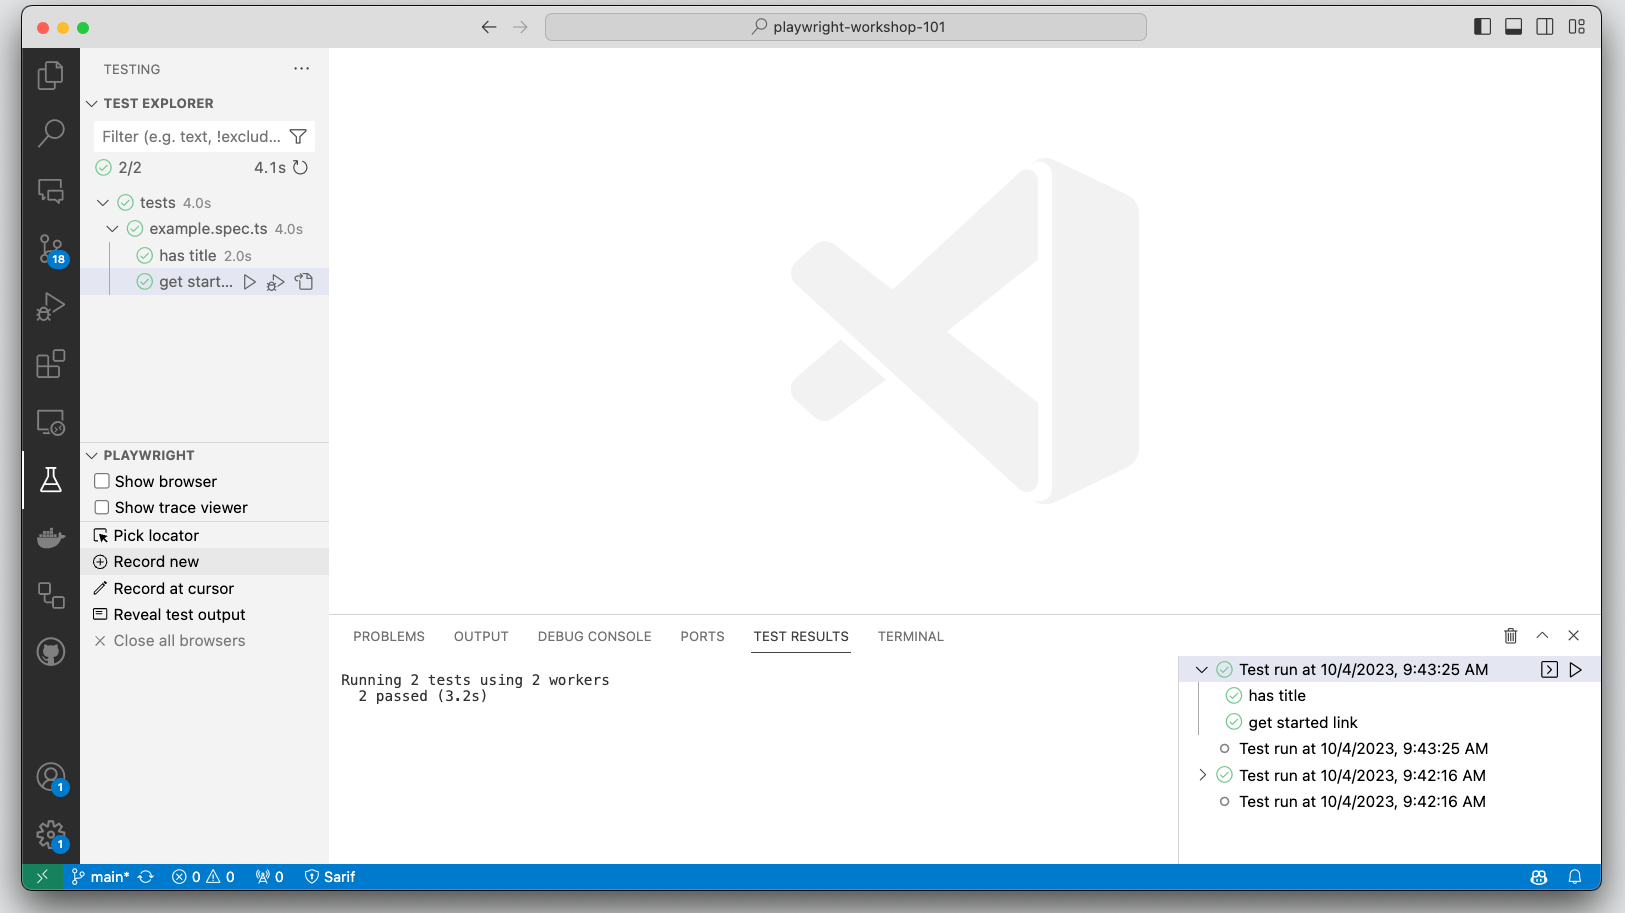 playwright-workshop-101
TESTING
TEST EXPLORER
Filter (e.g. text, !exclud...
2/2
4.1s
tests 4.0s
example.spec.ts 4.0s
has title 2.0s
get start...
18
PLAYWRIGHT
Show browser
Show trace viewer
Pick locator
Record new
Record at cursor
Reveal test output
Close all browsers
1
1
PROBLEMS OUTPUT DEBUG CONSOLE PORTS TEST RESULTS TERMINAL
Running 2 tests using 2 workers
2 passed (3.2s)
Test run at 10/4/2023, 9:43:25 AM
has title
get started link
Test run at 10/4/2023, 9:43:25 AM
Test run at 10/4/2023, 9:42:16 AM
Test run at 10/4/2023, 9:42:16 AM
main* 0 0 0 Sarif